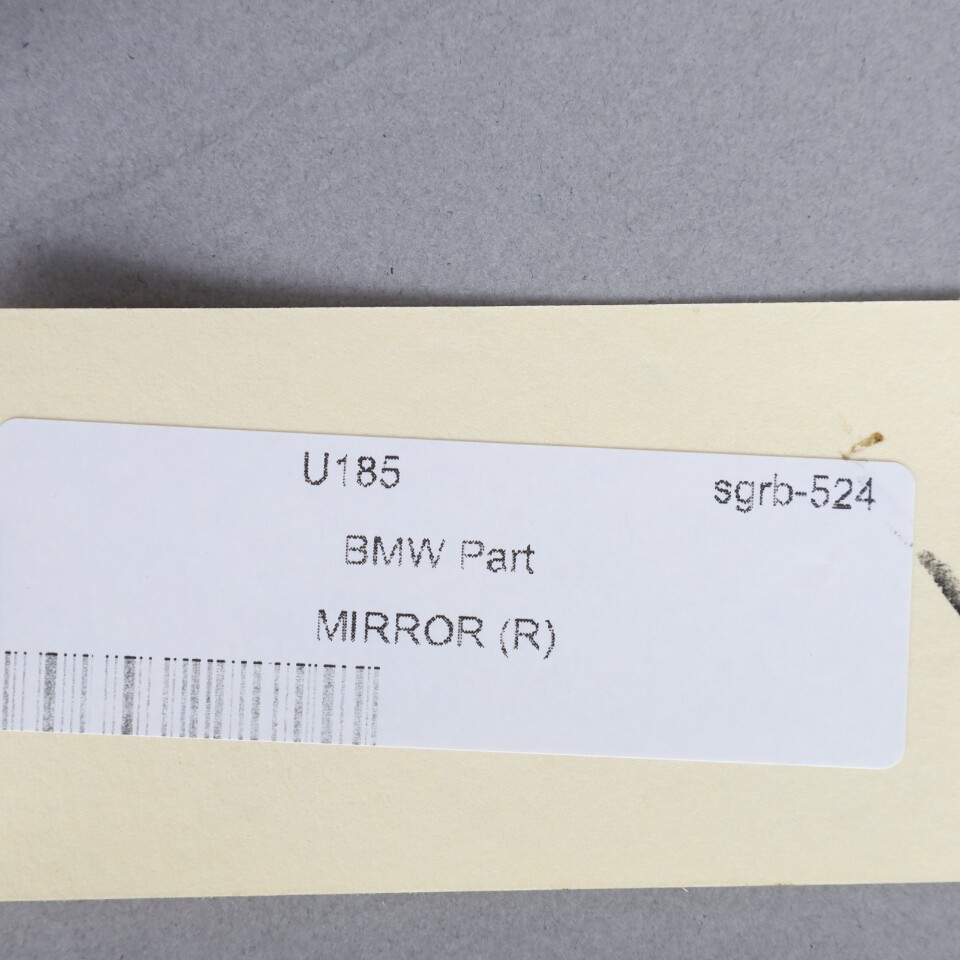 U185 sgrb-524
BMW Part
MIRROR (R)